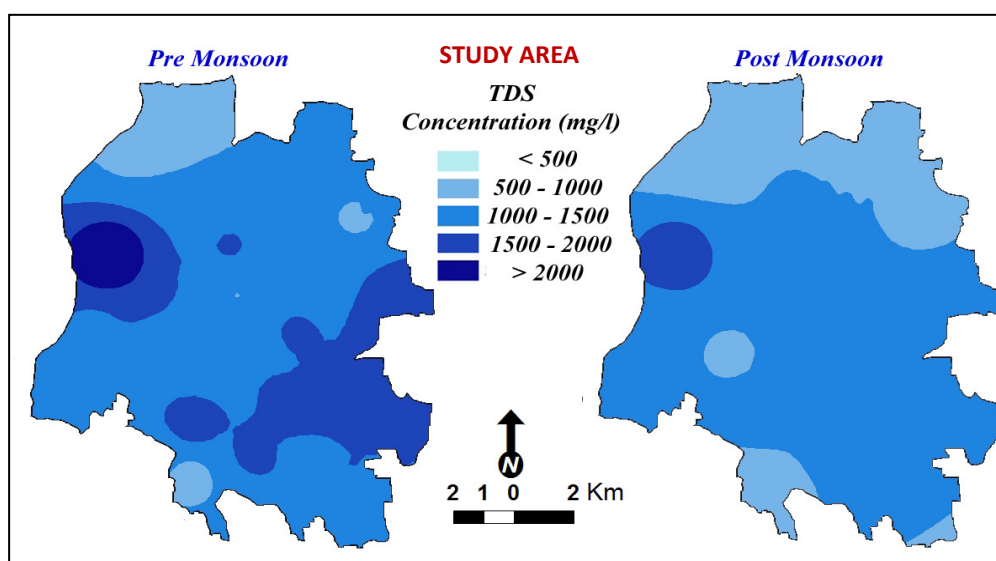 Pre Monsoon
STUDY AREA
Post Monsoon
TDS
Concentration (mg/l)
< 500
500 - 1000
1000 - 1500
1500 - 2000
> 2000
N
2 1 0 2 Km